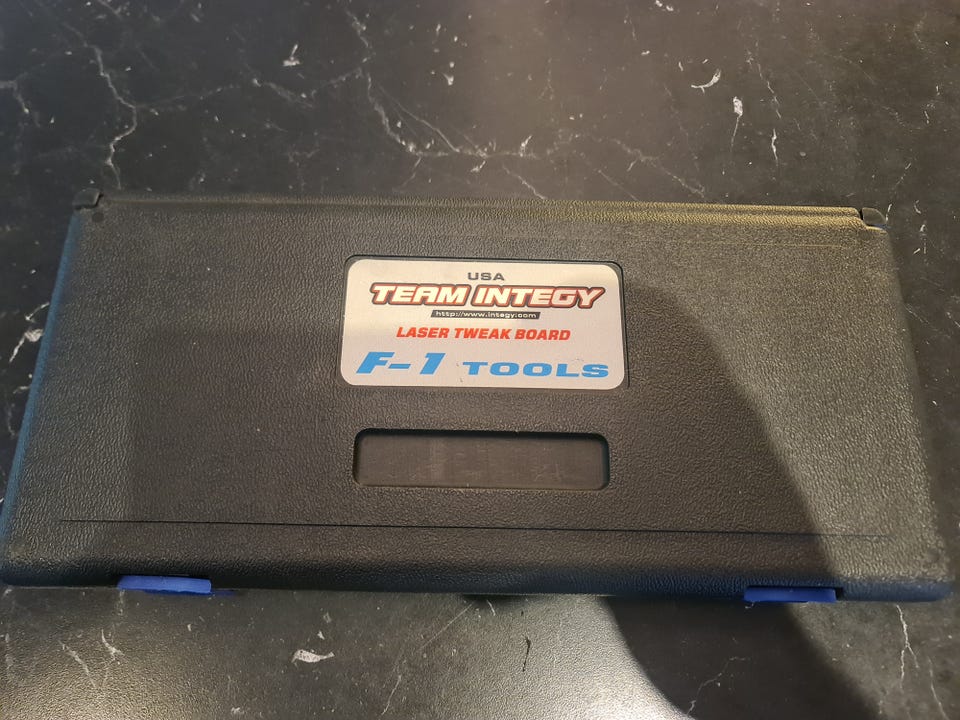 USA
TEAM INTEGY
http://www.integy.com
LASER TWEAK BOARD
F-1 TOOLS